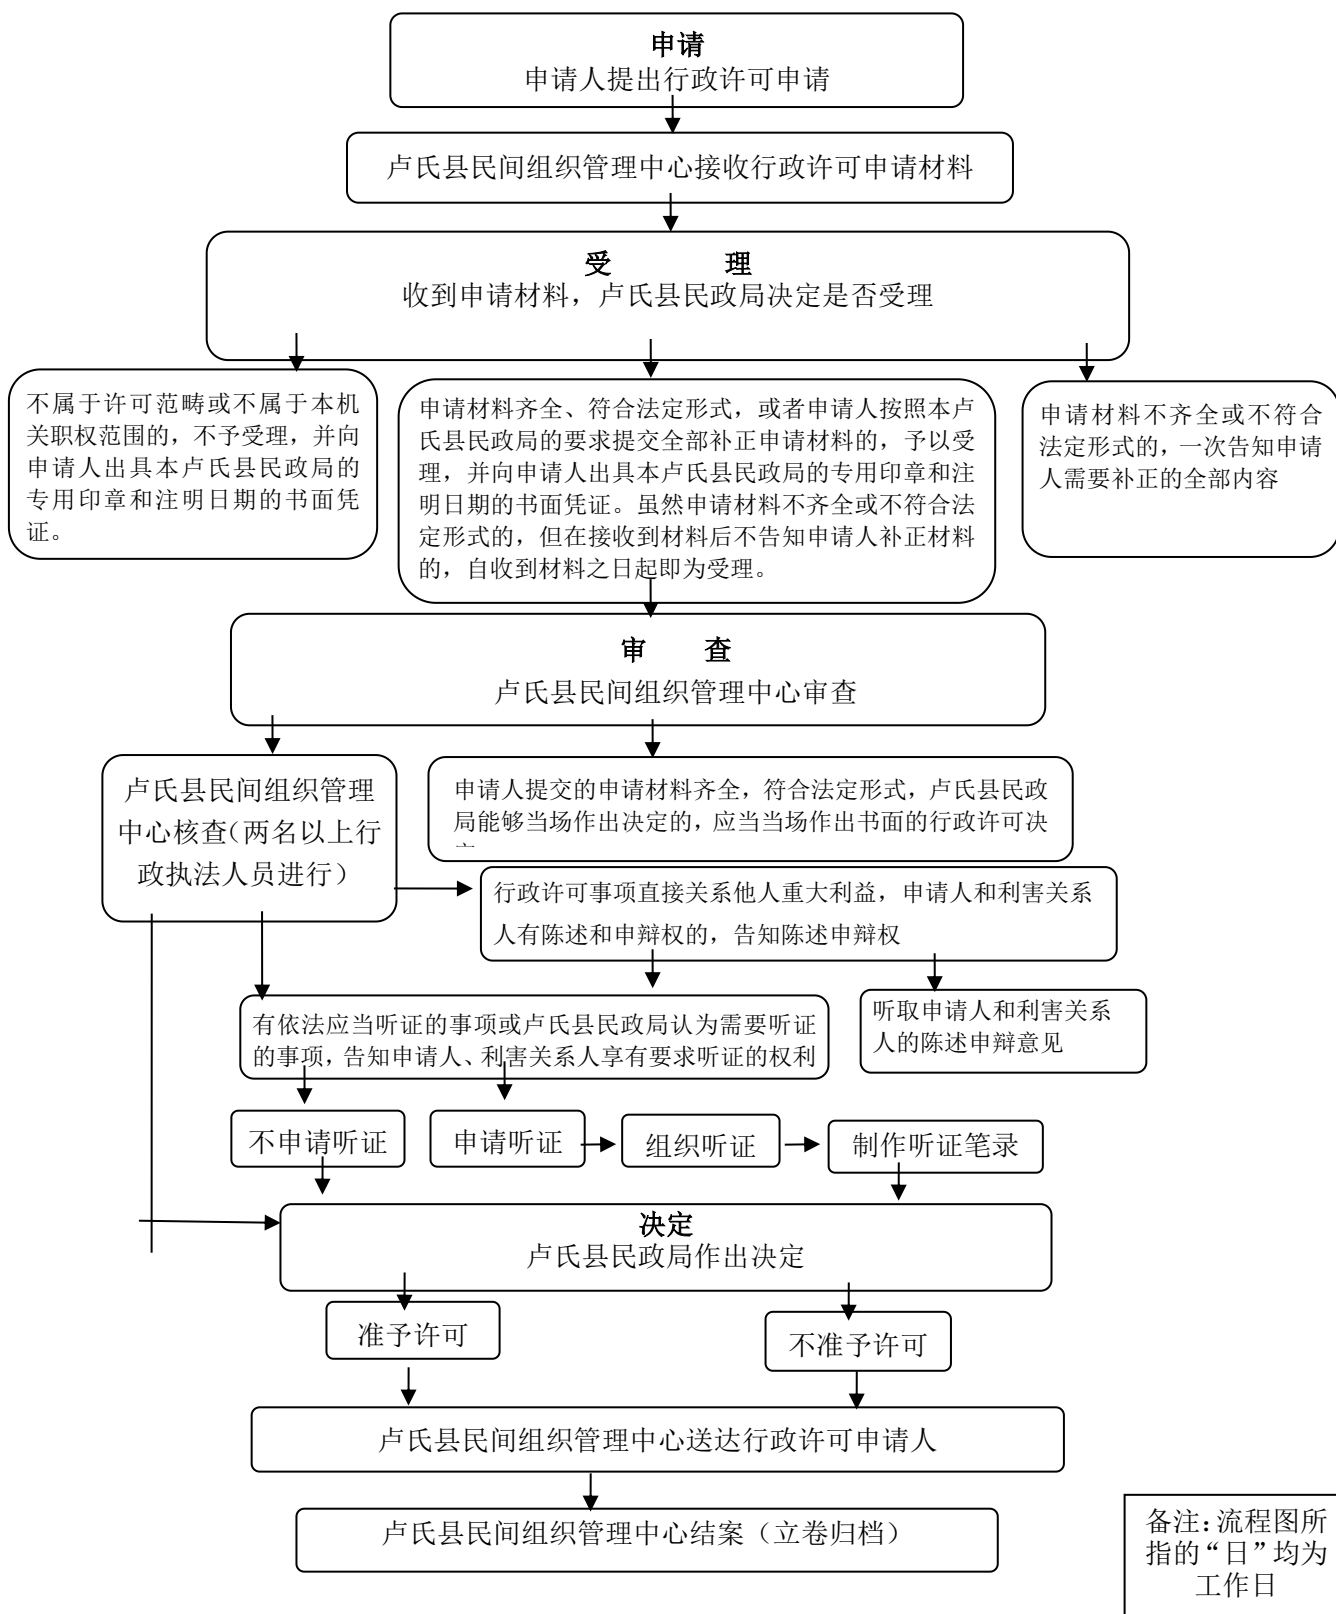 申请
申请人提出行政许可申请
卢氏县民间组织管理中心接收行政许可申请材料
受 理
收到申请材料，卢氏县民政局决定是否受理
不属于许可范畴或不属于本机
关职权范围的，不予受理，并向
申请人出具本卢氏县民政局的
专用印章和注明日期的书面凭
证。
申请材料齐全、符合法定形式，或者申请人按照本卢
氏县民政局的要求提交全部补正申请材料的，予以受
理，并向申请人出具本卢氏县民政局的专用印章和注
明日期的书面凭证。虽然申请材料不齐全或不符合法
定形式的，但在接收到材料后不告知申请人补正材料
的，自收到材料之日起即为受理。
申请材料不齐全或不符合
法定形式的，一次告知申请
人需要补正的全部内容
审 查
卢氏县民间组织管理中心审查
卢氏县民间组织管理
中心核查（两名以上行
政执法人员进行）
申请人提交的申请材料齐全，符合法定形式，卢氏县民政
局能够当场作出决定的，应当当场作出书面的行政许可决
行政许可事项直接关系他人重大利益，申请人和利害关系
人有陈述和申辩权的，告知陈述申辩权
有依法应当听证的事项或卢氏县民政局认为需要听证
的事项，告知申请人、利害关系人享有要求听证的权利
听取申请人和利害关系
人的陈述申辩意见
不申请听证
申请听证
组织听证
制作听证笔录
决定
卢氏县民政局作出决定
准予许可
不准予许可
卢氏县民间组织管理中心送达行政许可申请人
卢氏县民间组织管理中心结案（立卷归档）
备注：流程图所
指的“日”均为
工作日